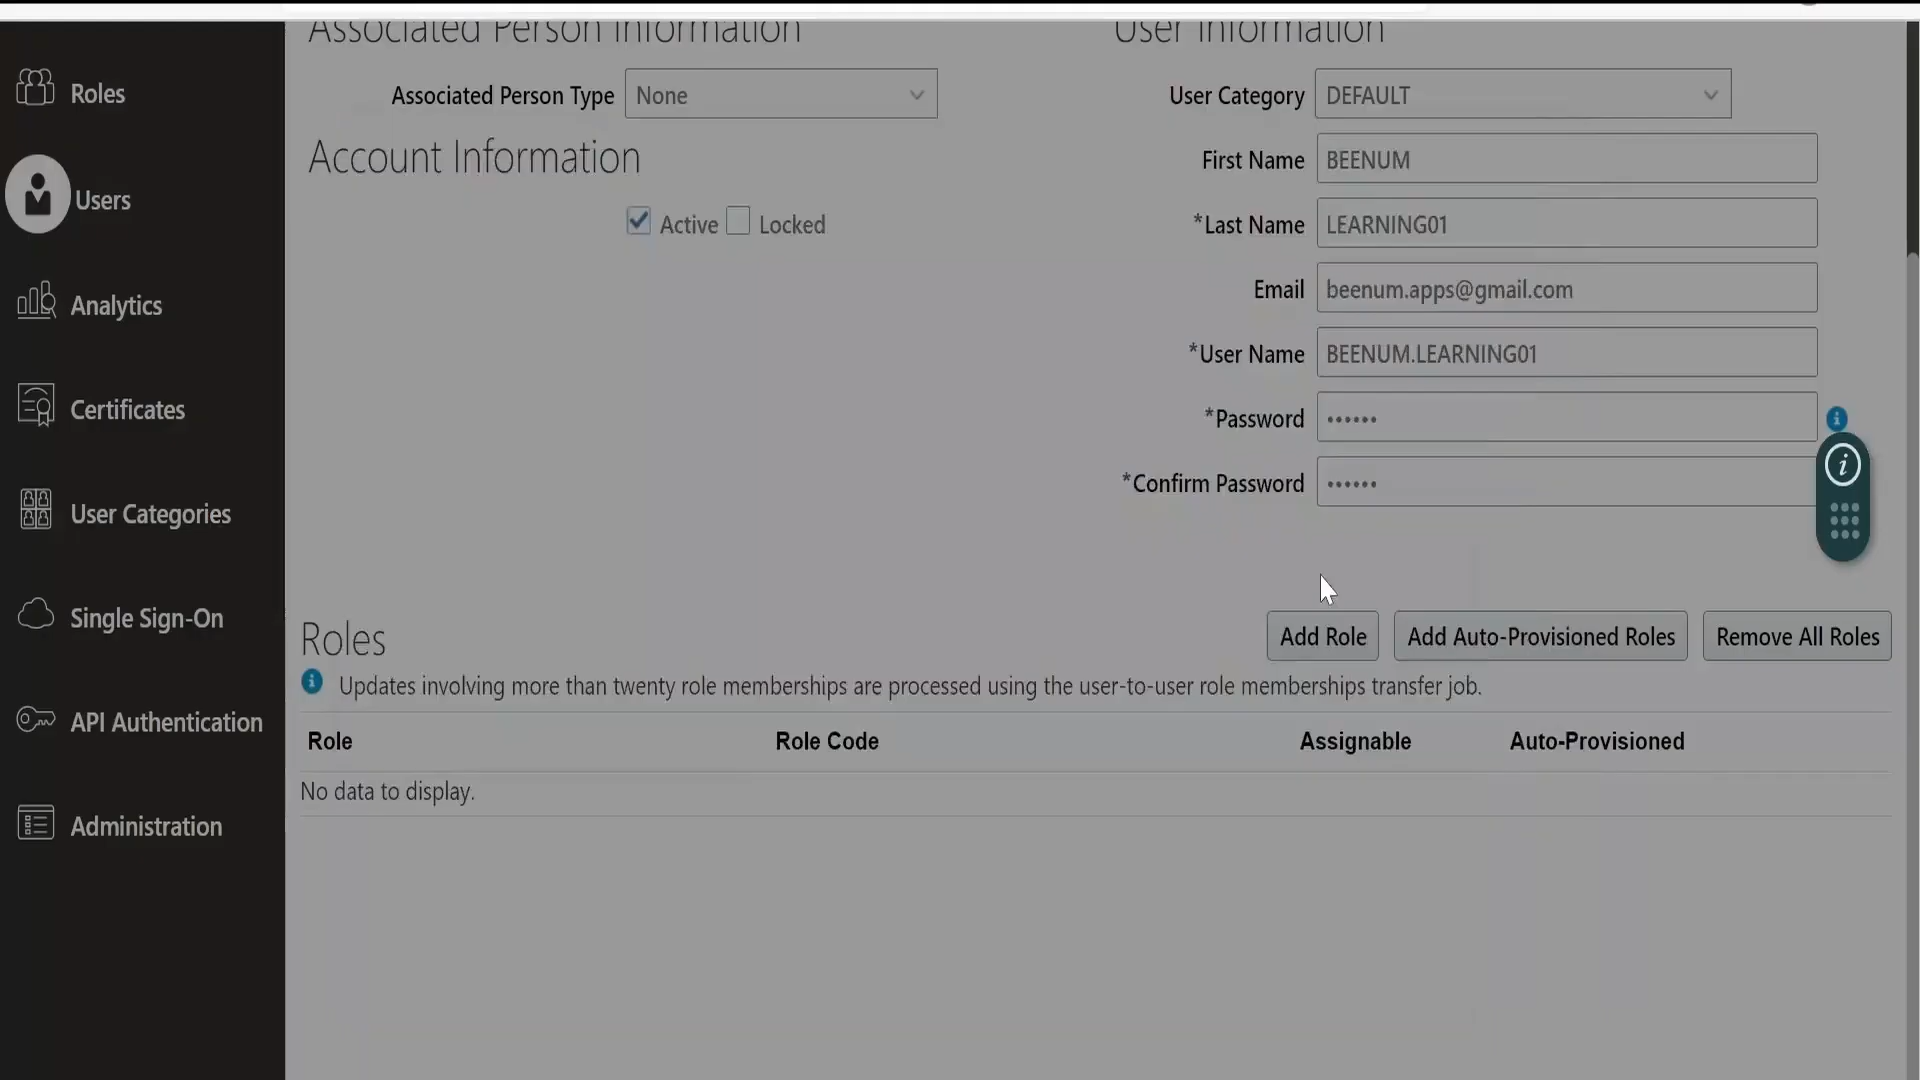 Associated Person Information
User Information
Roles
Associated Person Type
None
User Category
DEFAULT
Account Information
First Name
BEENUM
Users
Active
Locked
*Last Name
LEARNING01
Analytics
Email
beenum.apps@gmail.com
*User Name
BEENUM.LEARNING01
Certificates
*Password
••••••
i
i
*Confirm Password
••••••
User Categories
Single Sign-On
Roles
Add Role
Add Auto-Provisioned Roles
Remove All Roles
i Updates involving more than twenty role memberships are processed using the user-to-user role memberships transfer job.
API Authentication
Role
Role Code
Assignable
Auto-Provisioned
No data to display.
Administration